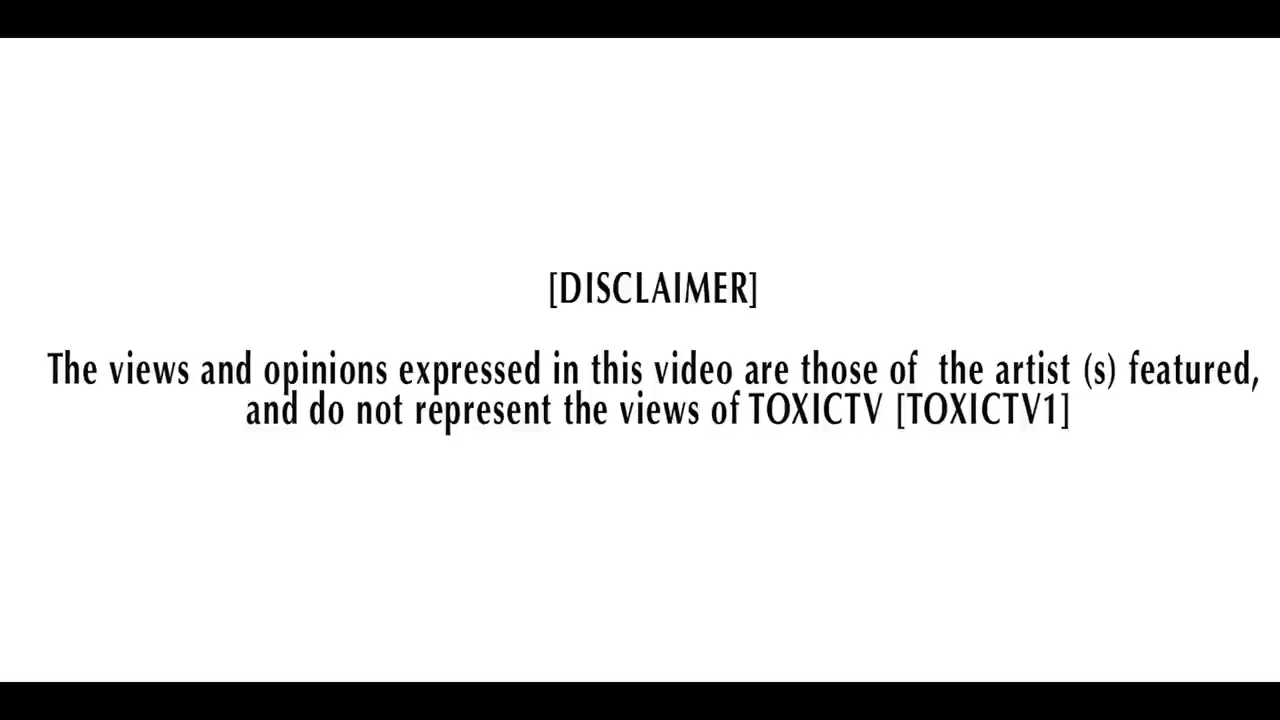 [DISCLAIMER]
The views and opinions expressed in this video are those of  the artist (s) featured,
and do not represent the views of TOXICTV [TOXICTV1]